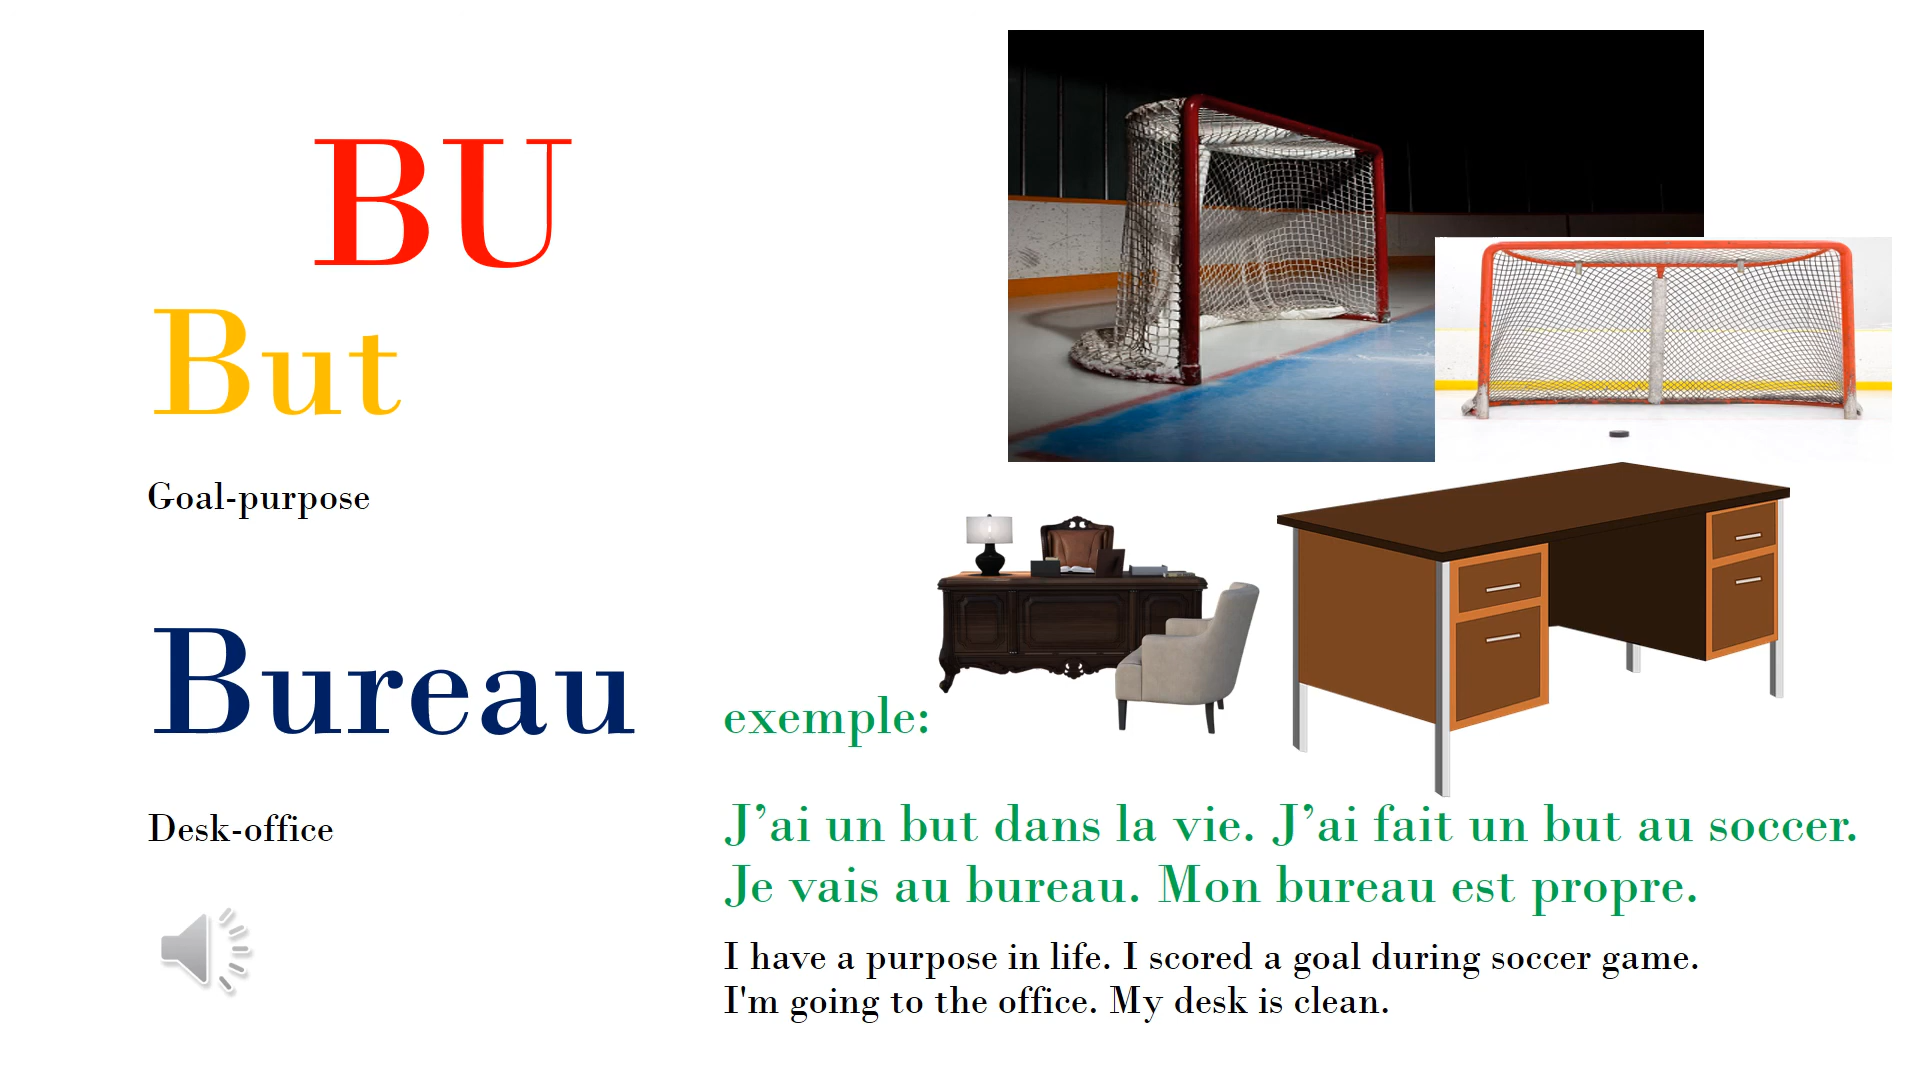 BU
But
Goal-purpose
Bureau
Desk-office
exemple:
J’ai un but dans la vie. J’ai fait un but au soccer.
Je vais au bureau. Mon bureau est propre.
I have a purpose in life. I scored a goal during soccer game.
I'm going to the office. My desk is clean.